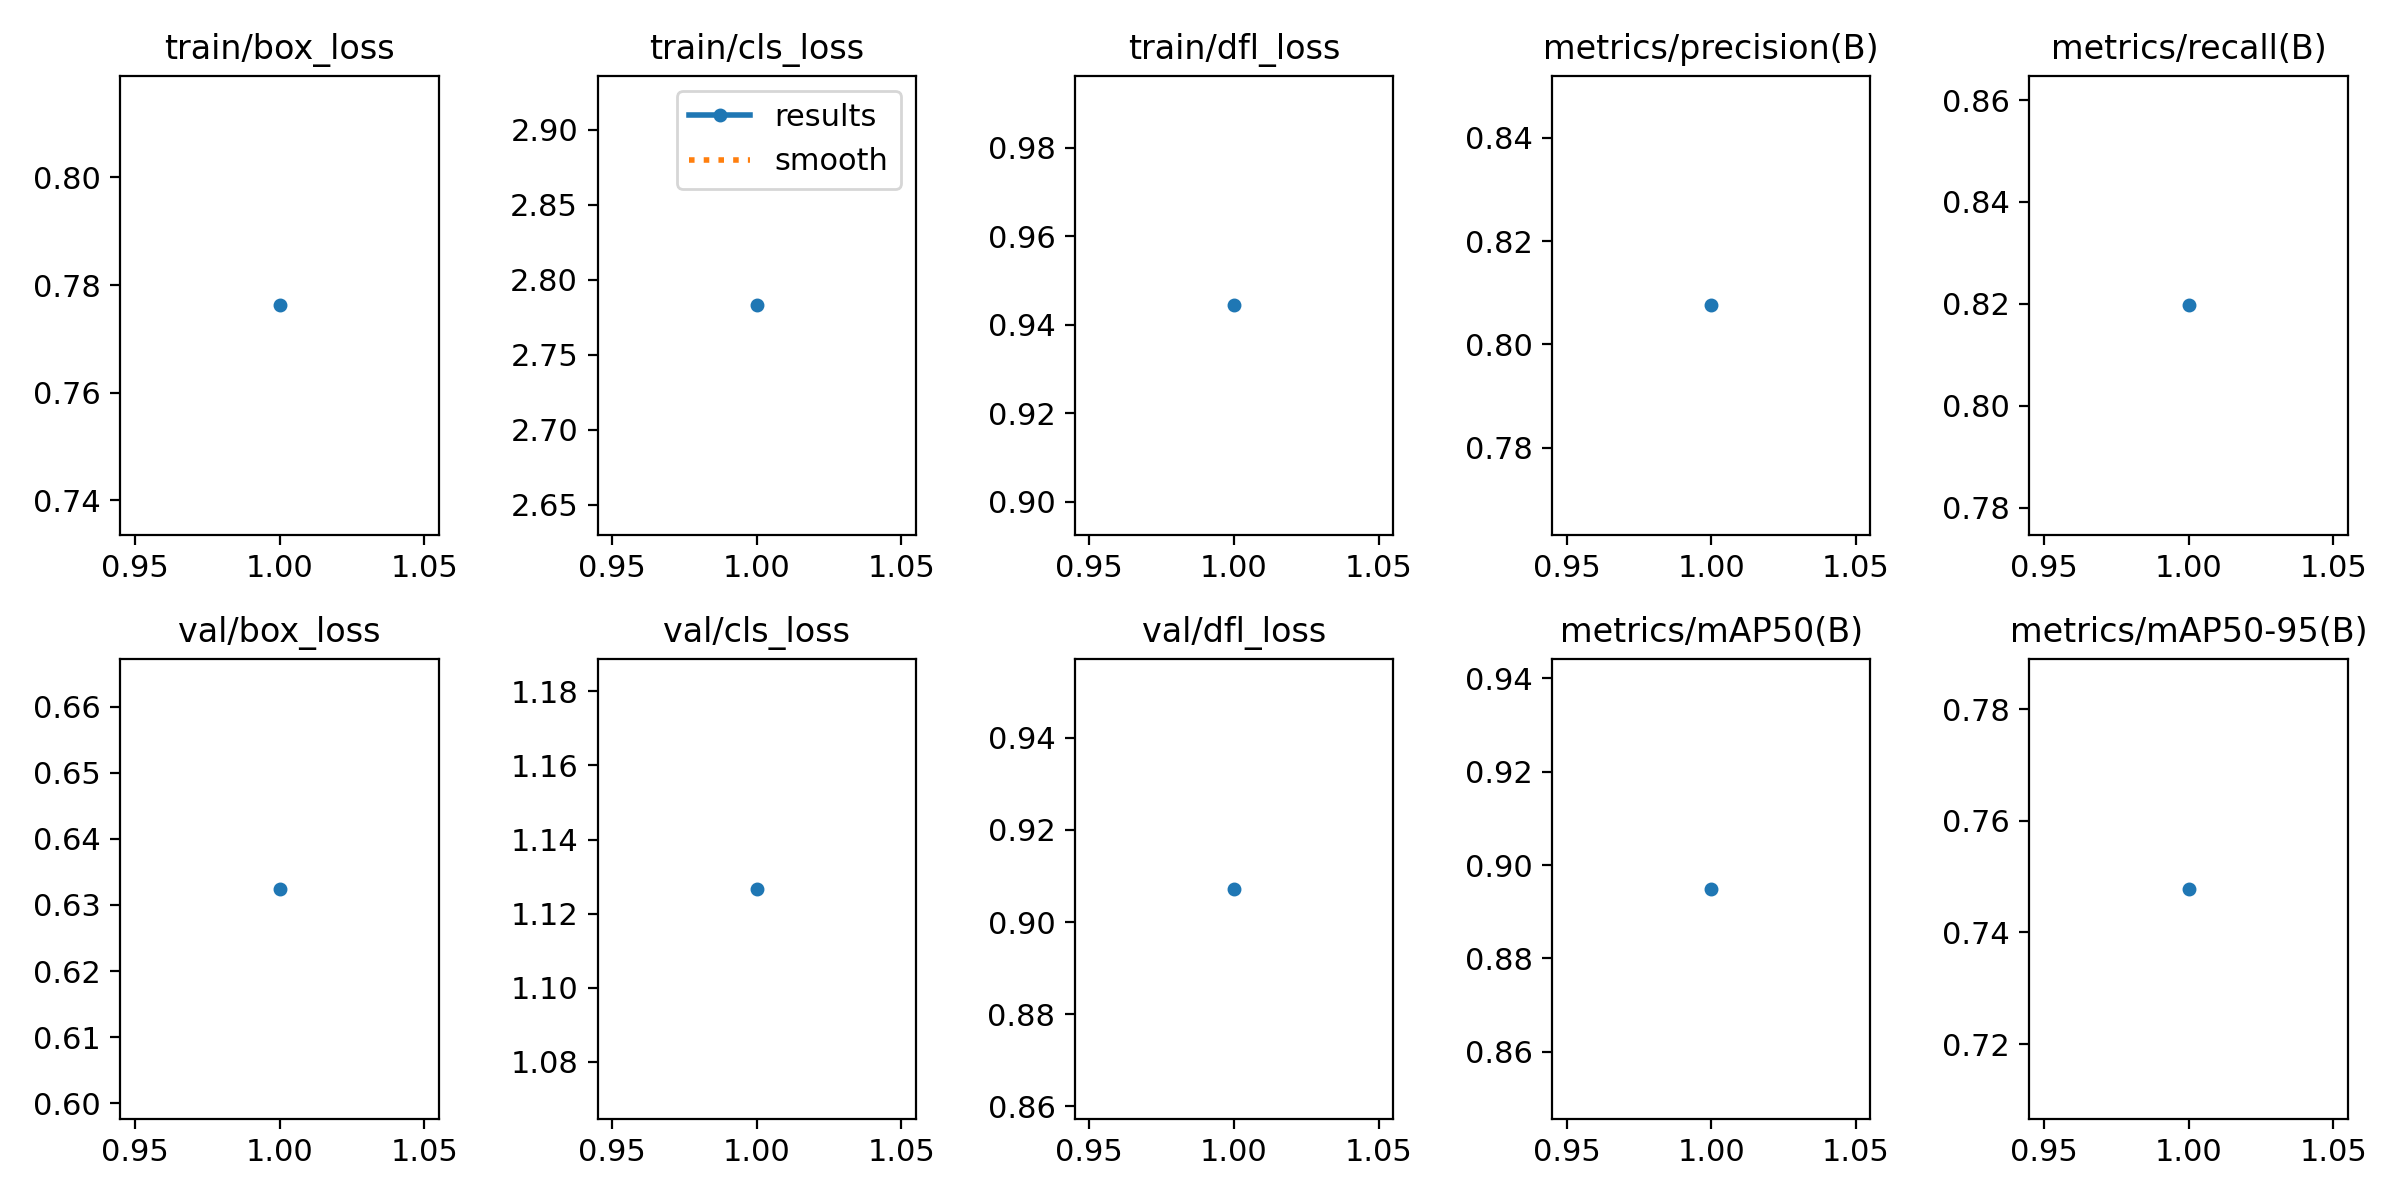 train/box_loss
0.80
0.78
0.76
0.74
0.95 1.00 1.05
train/cls_loss
results
smooth
2.90
2.85
2.80
2.75
2.70
2.65
0.95 1.00 1.05
train/dfl_loss
0.98
0.96
0.94
0.92
0.90
0.95 1.00 1.05
metrics/precision(B)
0.84
0.82
0.80
0.78
0.95 1.00 1.05
metrics/recall(B)
0.86
0.84
0.82
0.80
0.78
0.95 1.00 1.05
val/box_loss
0.66
0.65
0.64
0.63
0.62
0.61
0.60
0.95 1.00 1.05
val/cls_loss
1.18
1.16
1.14
1.12
1.10
1.08
0.95 1.00 1.05
val/dfl_loss
0.94
0.92
0.90
0.88
0.86
0.95 1.00 1.05
metrics/mAP50(B)
0.94
0.92
0.90
0.88
0.86
0.95 1.00 1.05
metrics/mAP50-95(B)
0.78
0.76
0.74
0.72
0.95 1.00 1.05